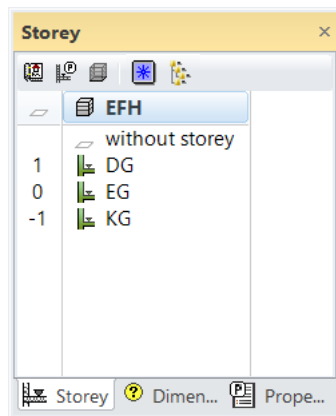 Storey ×
EFH
without storey
1 DG
0 EG
-1 KG
Storey Dimen... Prope...